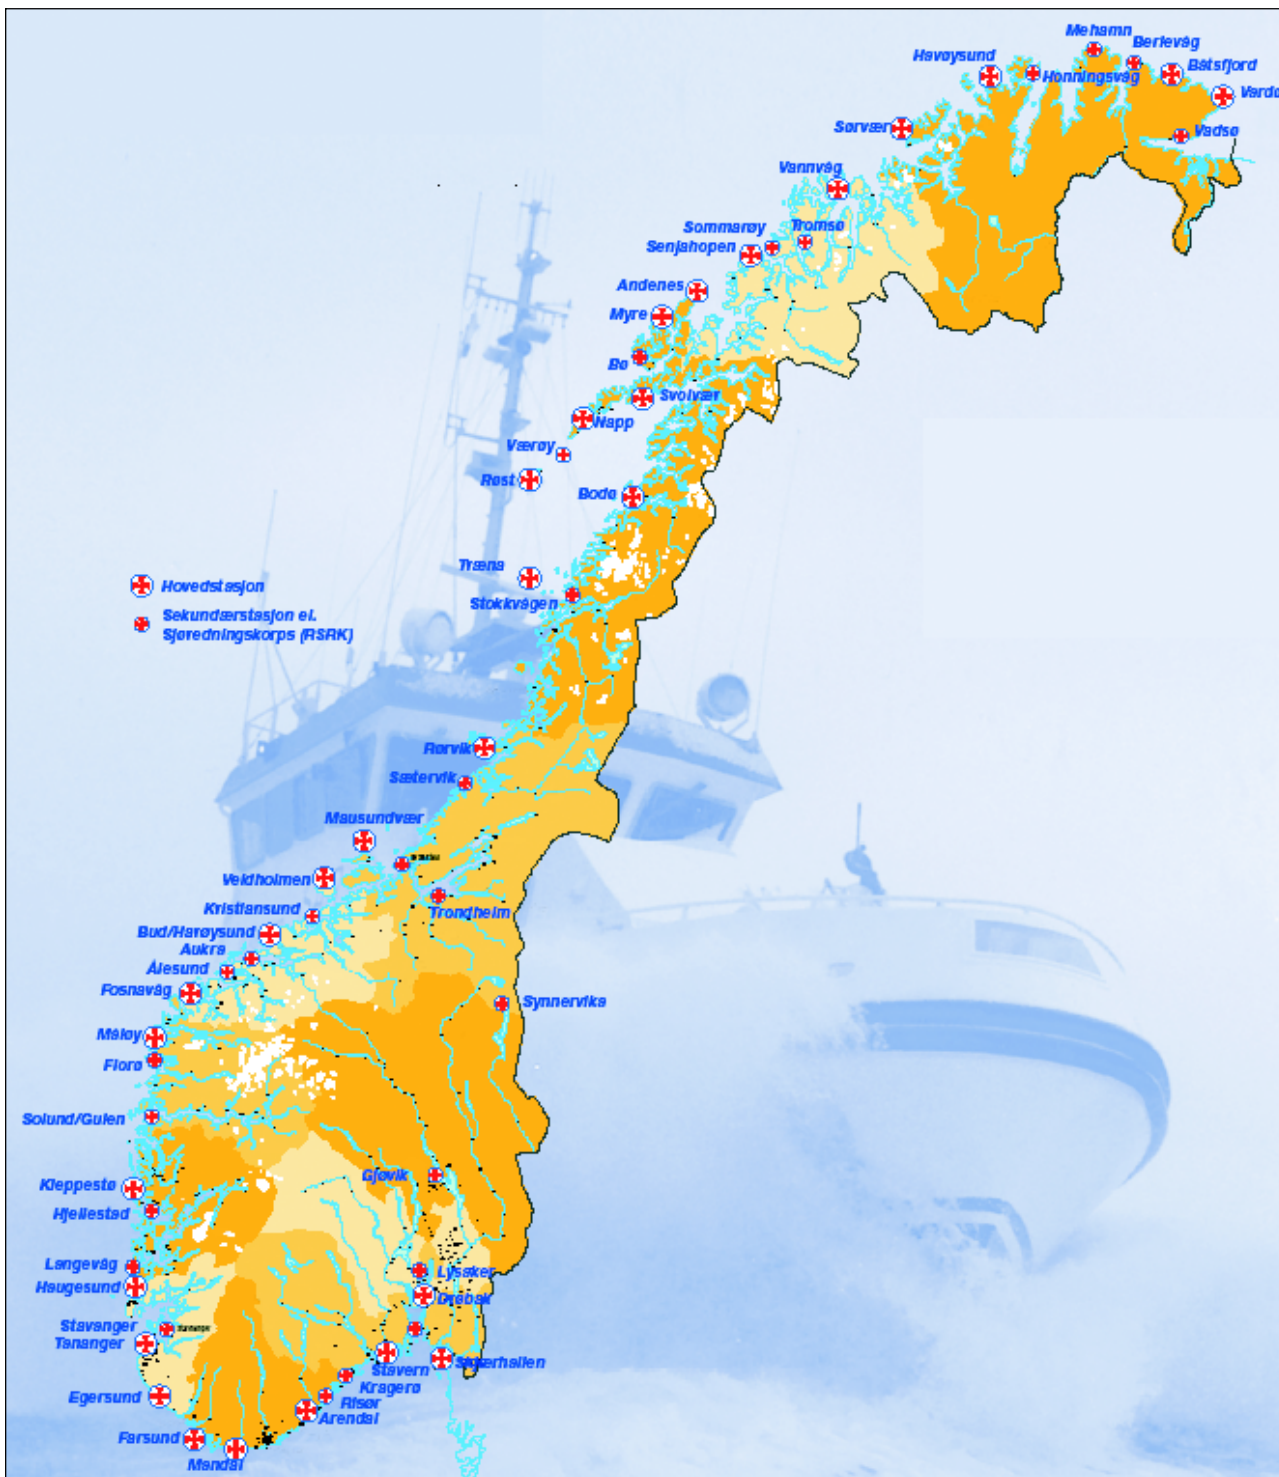 Mehamn
Berlevåg
Havøysund
Båtsfjord
Honningsvåg
Vardø
Sørvær
Vadsø
Vannvåg
Sommarøy
Tromsø
Senjahopen
Andenes
Myre
Bø
Svolvær
Napp
Værøy
Røst
Bodø
Træna
Hovedstasjon
Stokkvågen
Sekundærstasjon el.
Sjøredningskorps (RSRK)
Rørvik
Sætervik
Mausundvær
Veidholmen
Kristiansund
Trondheim
Bud/Harøysund
Aukra
Ålesund
Fosnavåg
Synnervika
Måløy
Florø
Solund/Gulen
Gjøvik
Kleppestø
Hjellestad
Langevåg
Lysaker
Haugesund
Drøbak
Stavanger
Tananger
Skjærhallen
Stavern
Kragerø
Egersund
Risør
Arendal
Farsund
Mandal